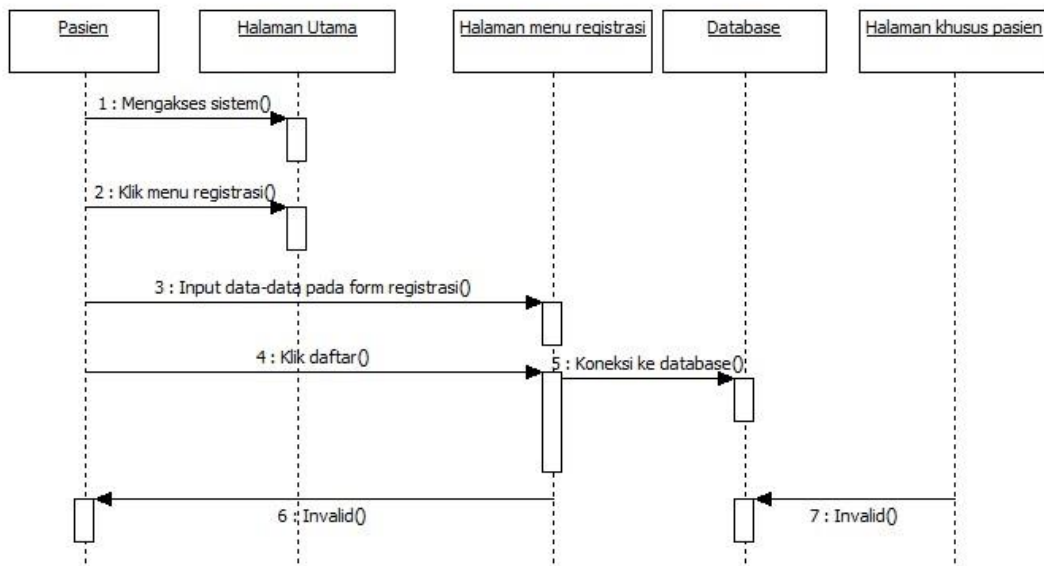 Pasien
Halaman Utama
Halaman menu registrasi
Database
Halaman khusus pasien
1 : Mengakses sistem()
2 : Klik menu registrasi()
3 : Input data-data pada form registrasi()
4 : Klik daftar()
5 : Koneksi ke database()
6 : Invalid()
7 : Invalid()